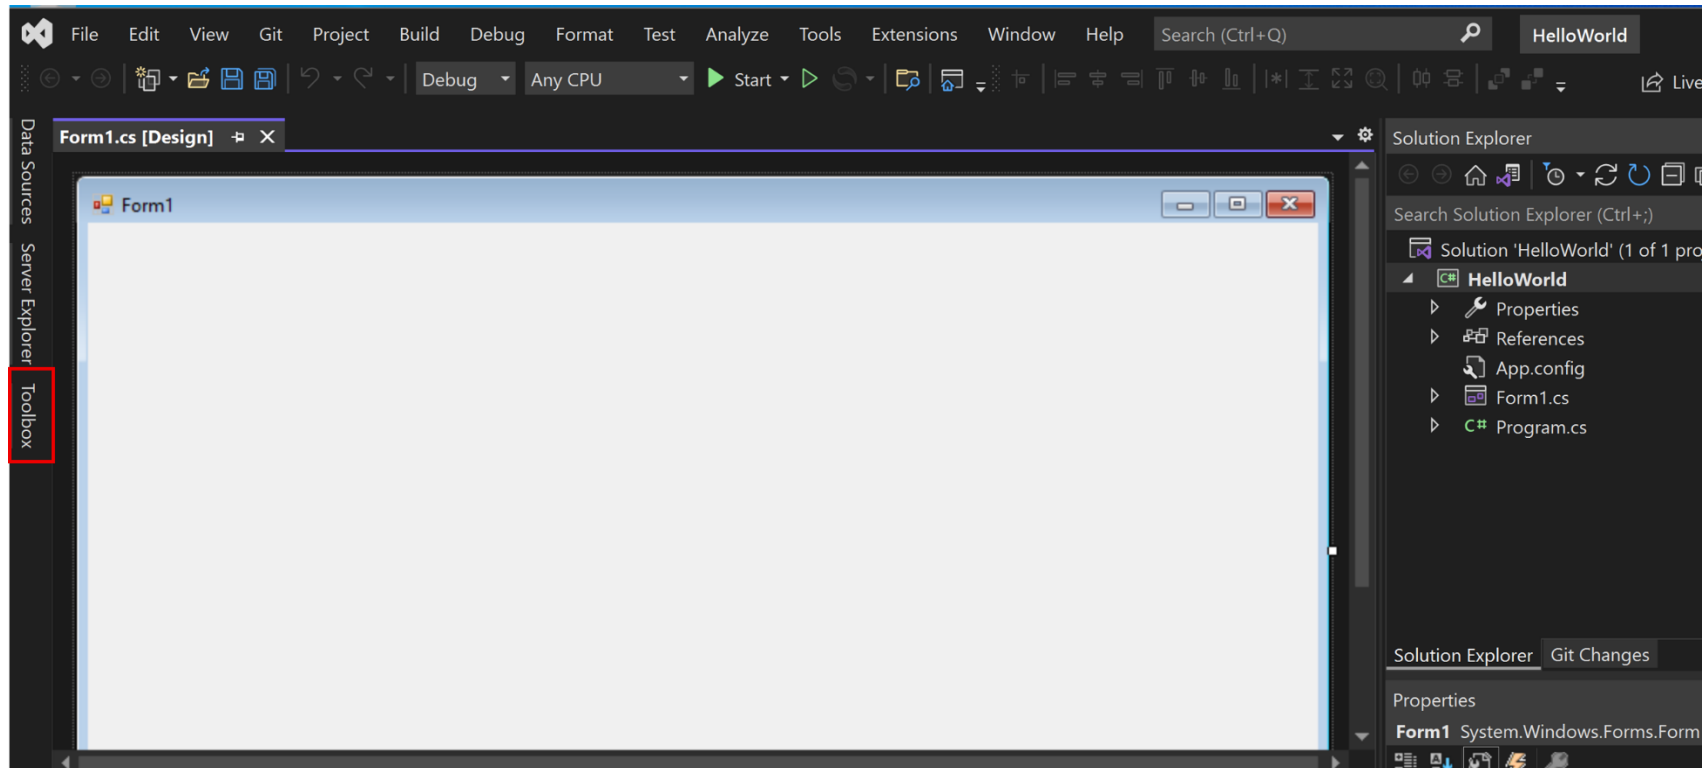 File Edit View Git Project Build Debug Format Test Analyze Tools Extensions Window Help Search (Ctrl+Q) HelloWorld
Debug Any CPU Start Live
Data Sources
Server Explorer
Toolbox
Form1.cs [Design]
Form1
Solution Explorer
Search Solution Explorer (Ctrl+;)
Solution 'HelloWorld' (1 of 1 pro
C# HelloWorld
Properties
References
App.config
Form1.cs
C# Program.cs
Solution Explorer Git Changes
Properties
Form1 System.Windows.Forms.Form